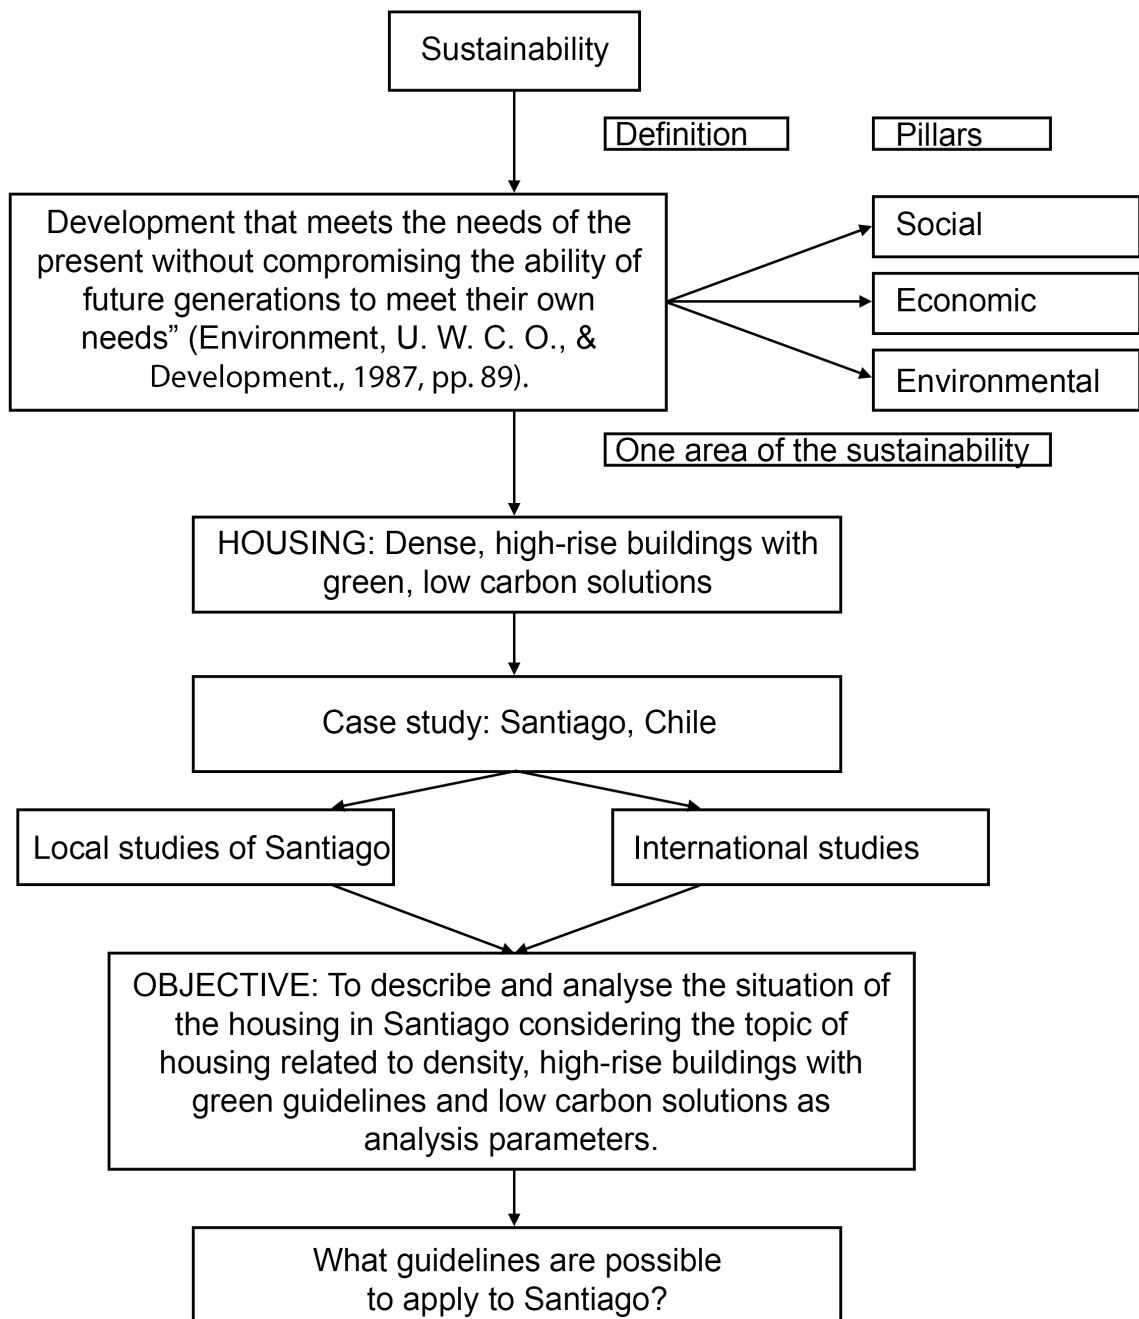 Sustainability
Definition
Pillars
Development that meets the needs of the
present without compromising the ability of
future generations to meet their own
needs” (Environment, U. W. C. O., &
Development., 1987, pp. 89).
Social
Economic
Environmental
One area of the sustainability
HOUSING: Dense, high-rise buildings with
green, low carbon solutions
Case study: Santiago, Chile
Local studies of Santiago
International studies
OBJECTIVE: To describe and analyse the situation of
the housing in Santiago considering the topic of
housing related to density, high-rise buildings with
green guidelines and low carbon solutions as
analysis parameters.
What guidelines are possible
to apply to Santiago?